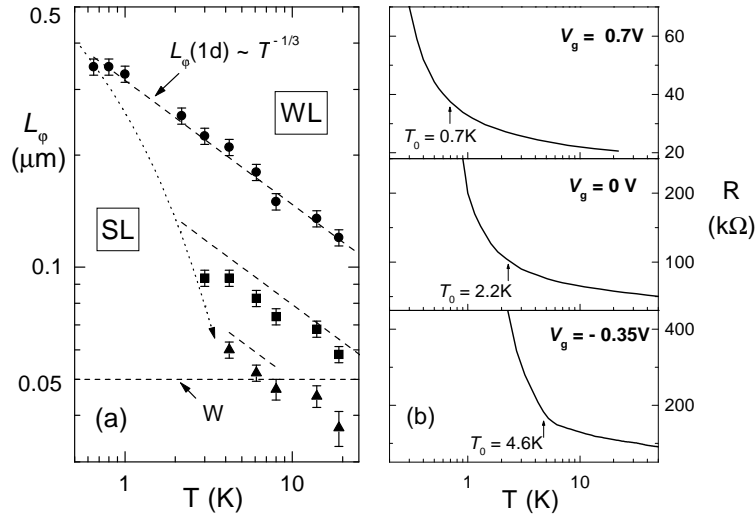 0.5
L_φ(1d) ~ T^{-1/3}
WL
L_φ
(μm)
SL
0.1
0.05
W
(a)
1
10
T (K)
V_g = 0.7V
60
40
20
T_0 = 0.7K
1
10
V_g = 0 V
R
(kΩ)
200
100
T_0 = 2.2K
V_g = - 0.35V
400
200
(b)
T_0 = 4.6K
1
10
T (K)